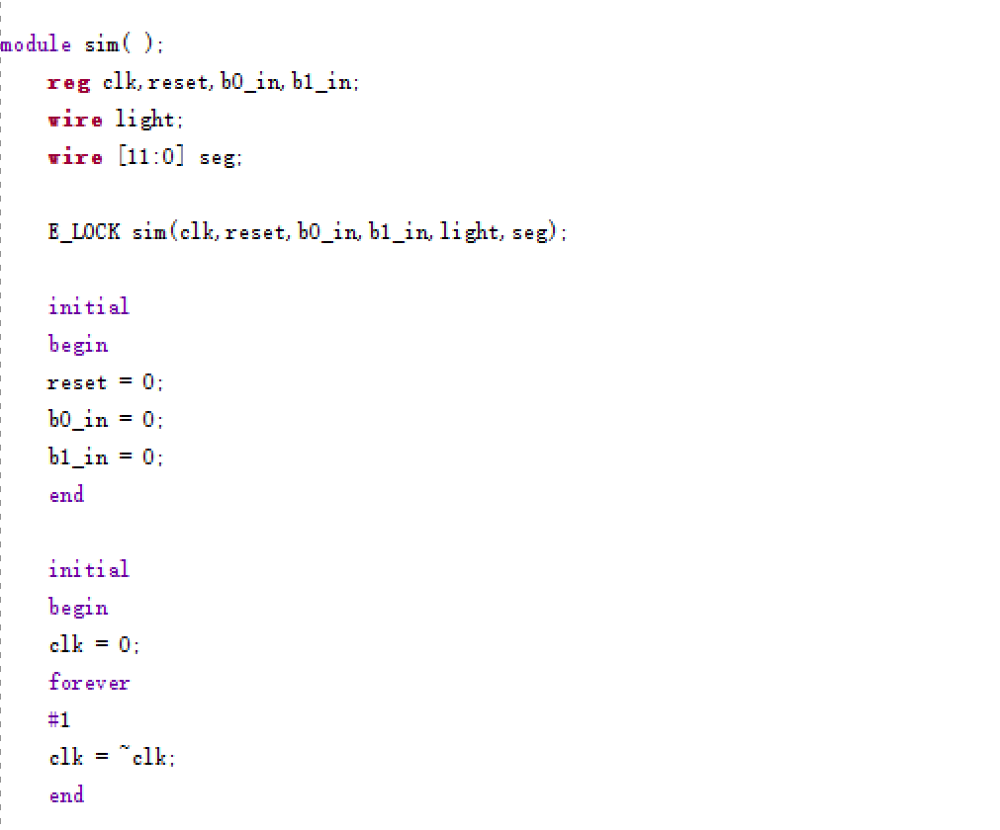 module sim( );
reg clk,reset,b0_in,b1_in;
wire light;
wire [11:0] seg;
E_LOCK sim(clk,reset,b0_in,b1_in,light,seg);
initial
begin
reset = 0;
b0_in = 0;
b1_in = 0;
end
initial
begin
clk = 0;
forever
#1
clk = ~clk;
end